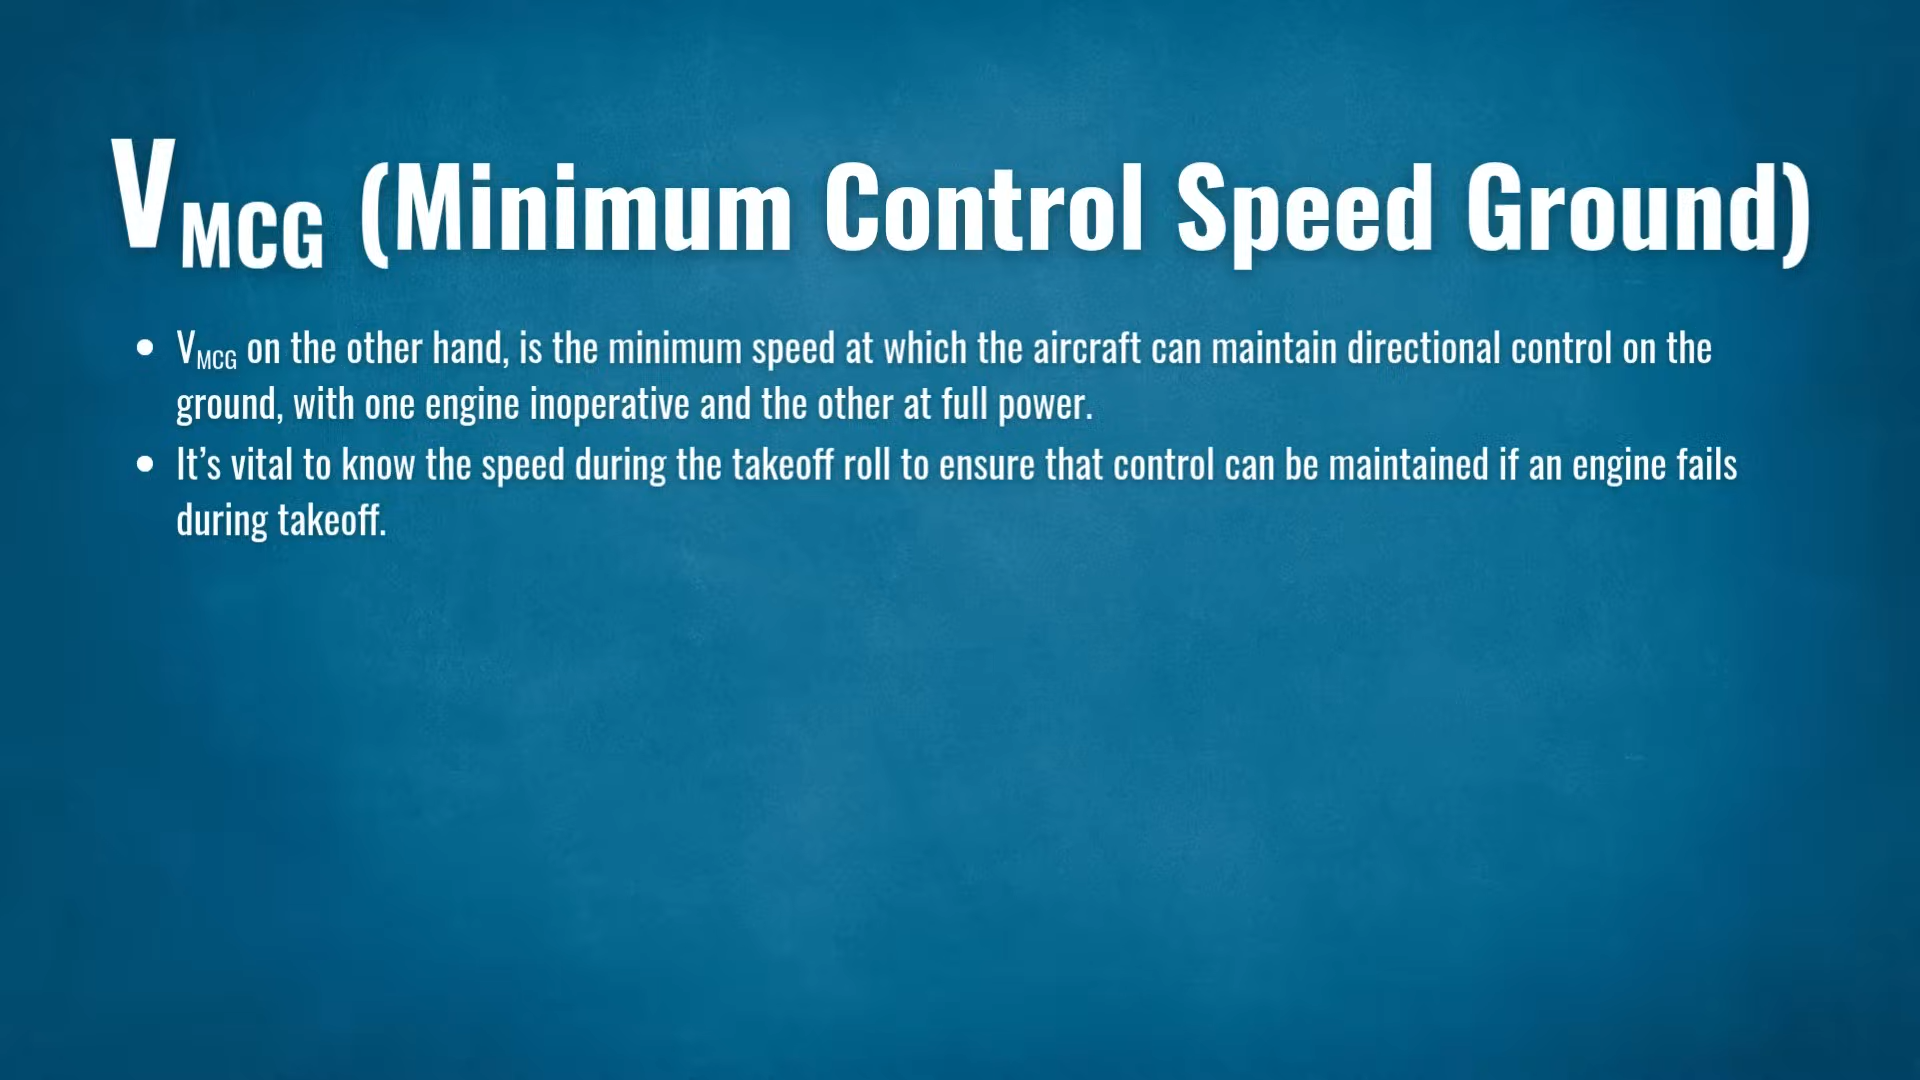 VMCG (Minimum Control Speed Ground)
• VMCG on the other hand, is the minimum speed at which the aircraft can maintain directional control on the
ground, with one engine inoperative and the other at full power.
• It’s vital to know the speed during the takeoff roll to ensure that control can be maintained if an engine fails
during takeoff.